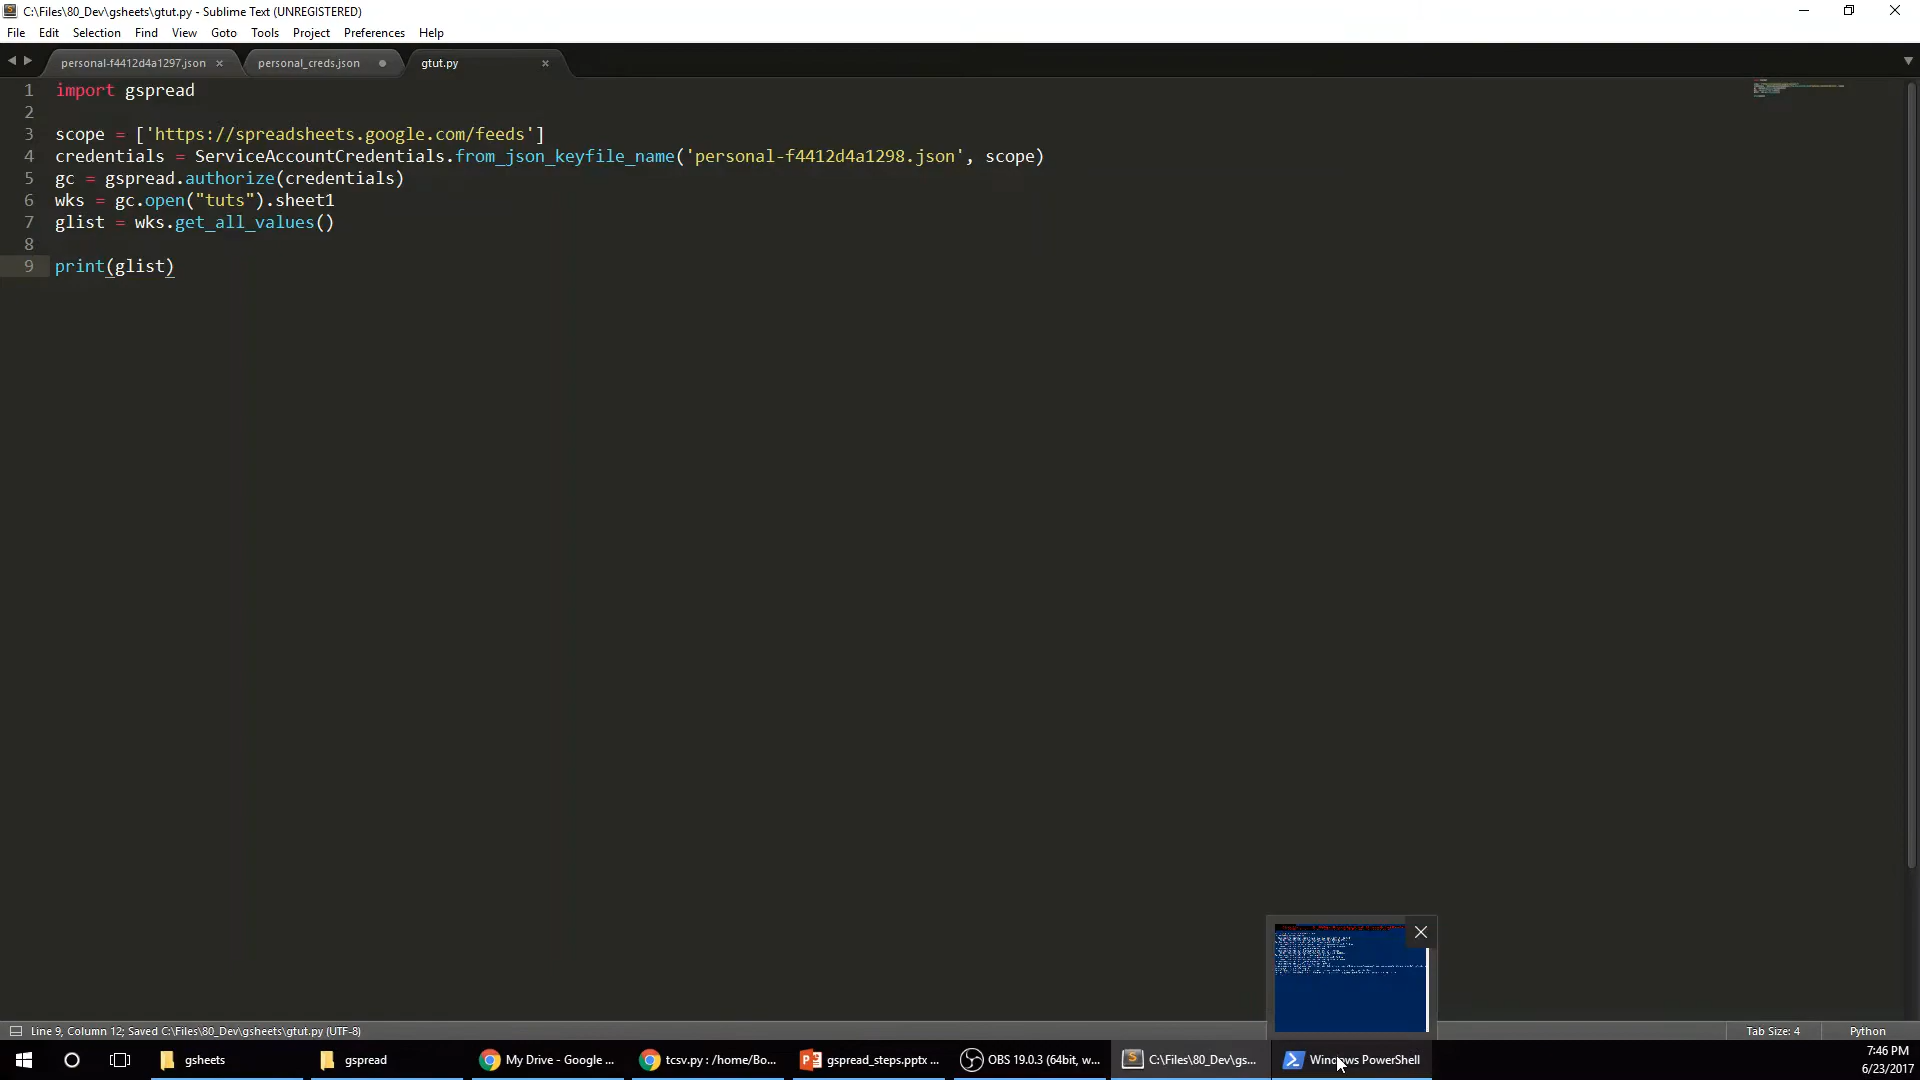 C:\Files\80_Dev\gsheets\gtut.py - Sublime Text (UNREGISTERED)
File Edit Selection Find View Goto Tools Project Preferences Help
personal-f4412d4a1297.json personal_creds.json gtut.py
1 import gspread
2
3 scope = ['https://spreadsheets.google.com/feeds']
4 credentials = ServiceAccountCredentials.from_json_keyfile_name('personal-f4412d4a1298.json', scope)
5 gc = gspread.authorize(credentials)
6 wks = gc.open("tuts").sheet1
7 glist = wks.get_all_values()
8
9 print(glist)
Line 9, Column 12; Saved C:\Files\80_Dev\gsheets\gtut.py (UTF-8) Tab Size: 4 Python
gsheets gspread My Drive - Google ... tcsv.py : /home/Bo... gspread_steps.pptx ... OBS 19.0.3 (64bit, w... C:\Files\80_Dev\gs... Windows PowerShell
7:46 PM
6/23/2017